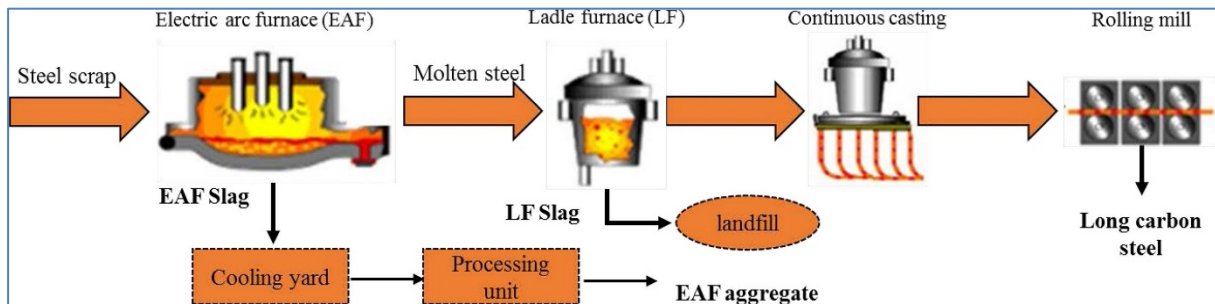 Electric arc furnace (EAF)
Ladle furnace (LF)
Continuous casting
Rolling mill
Steel scrap
Molten steel
EAF Slag
LF Slag
landfill
Long carbon
steel
Cooling yard
Processing
unit
EAF aggregate